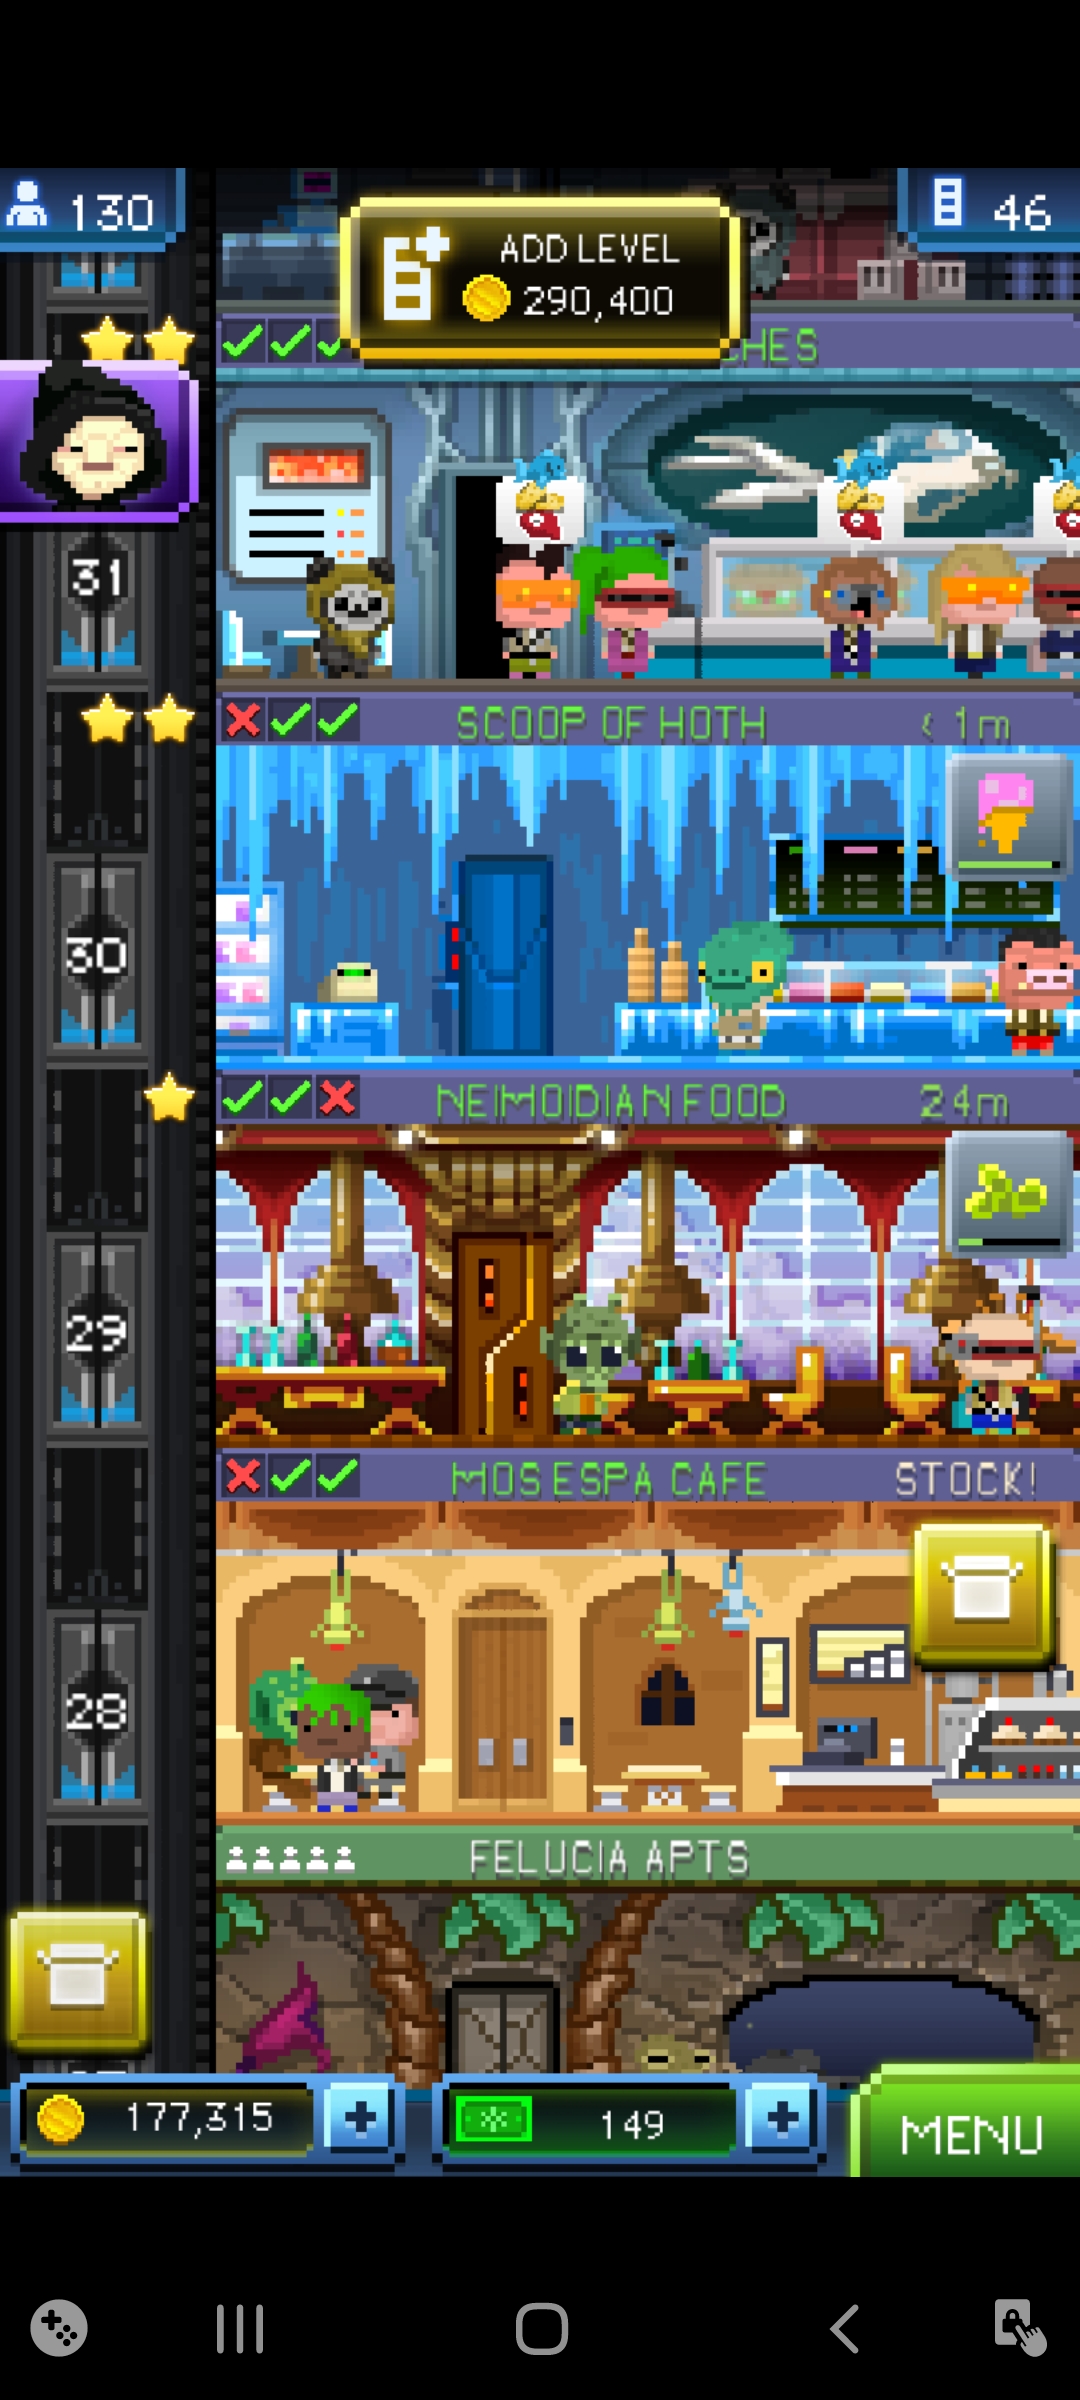 130
46
ADD LEVEL
290,400
CHES
31
SCOOP OF HOTH
< 1m
30
NEIMOIDIAN FOOD
24m
29
MOS ESPA CAFE
STOCK!
28
FELUCIA APTS
177,315
149
MENU